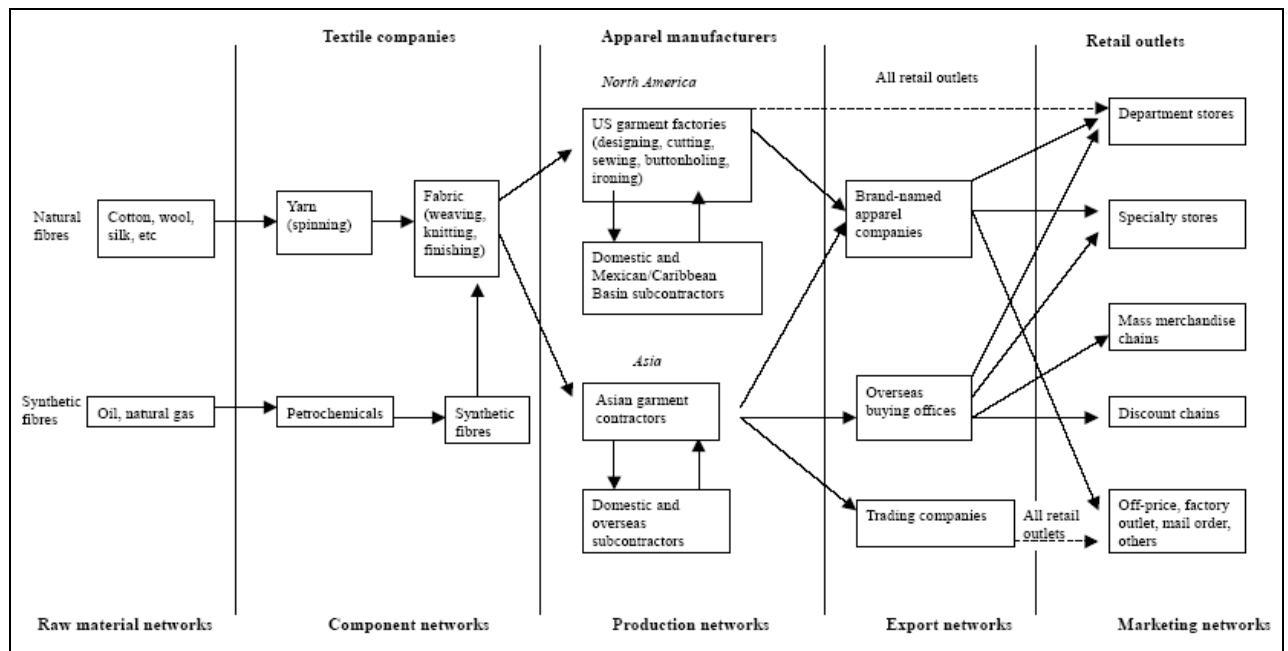 Textile companies
Apparel manufacturers
Retail outlets
North America
All retail outlets
US garment factories
(designing, cutting,
sewing, buttonholing,
ironing)
Department stores
Natural
fibres
Cotton, wool,
silk, etc
Yarn
(spinning)
Fabric
(weaving,
knitting,
finishing)
Brand-named
apparel
companies
Specialty stores
Domestic and
Mexican/Caribbean
Basin subcontractors
Mass merchandise
chains
Asia
Synthetic
fibres
Oil, natural gas
Petrochemicals
Synthetic
fibres
Asian garment
contractors
Overseas
buying offices
Discount chains
Domestic and
overseas
subcontractors
Trading companies
All retail
outlets
Off-price, factory
outlet, mail order,
others
Raw material networks
Component networks
Production networks
Export networks
Marketing networks